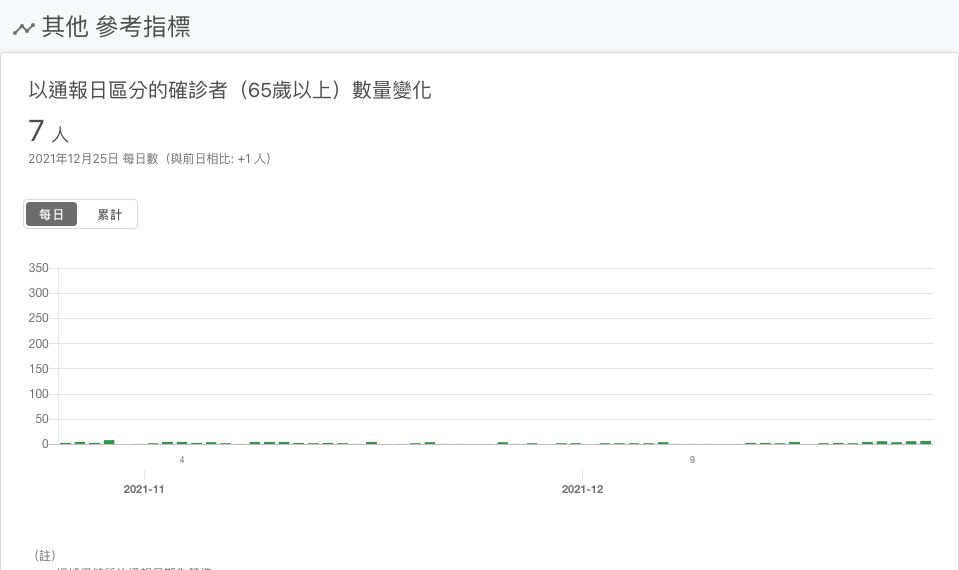 其他 參考指標
以通報日區分的確診者（65歲以上）數量變化
7 人
2021年12月25日 每日數（與前日相比: +1 人）
每日 累計
350
300
250
200
150
100
50
0
4 9
2021-11 2021-12
（註）